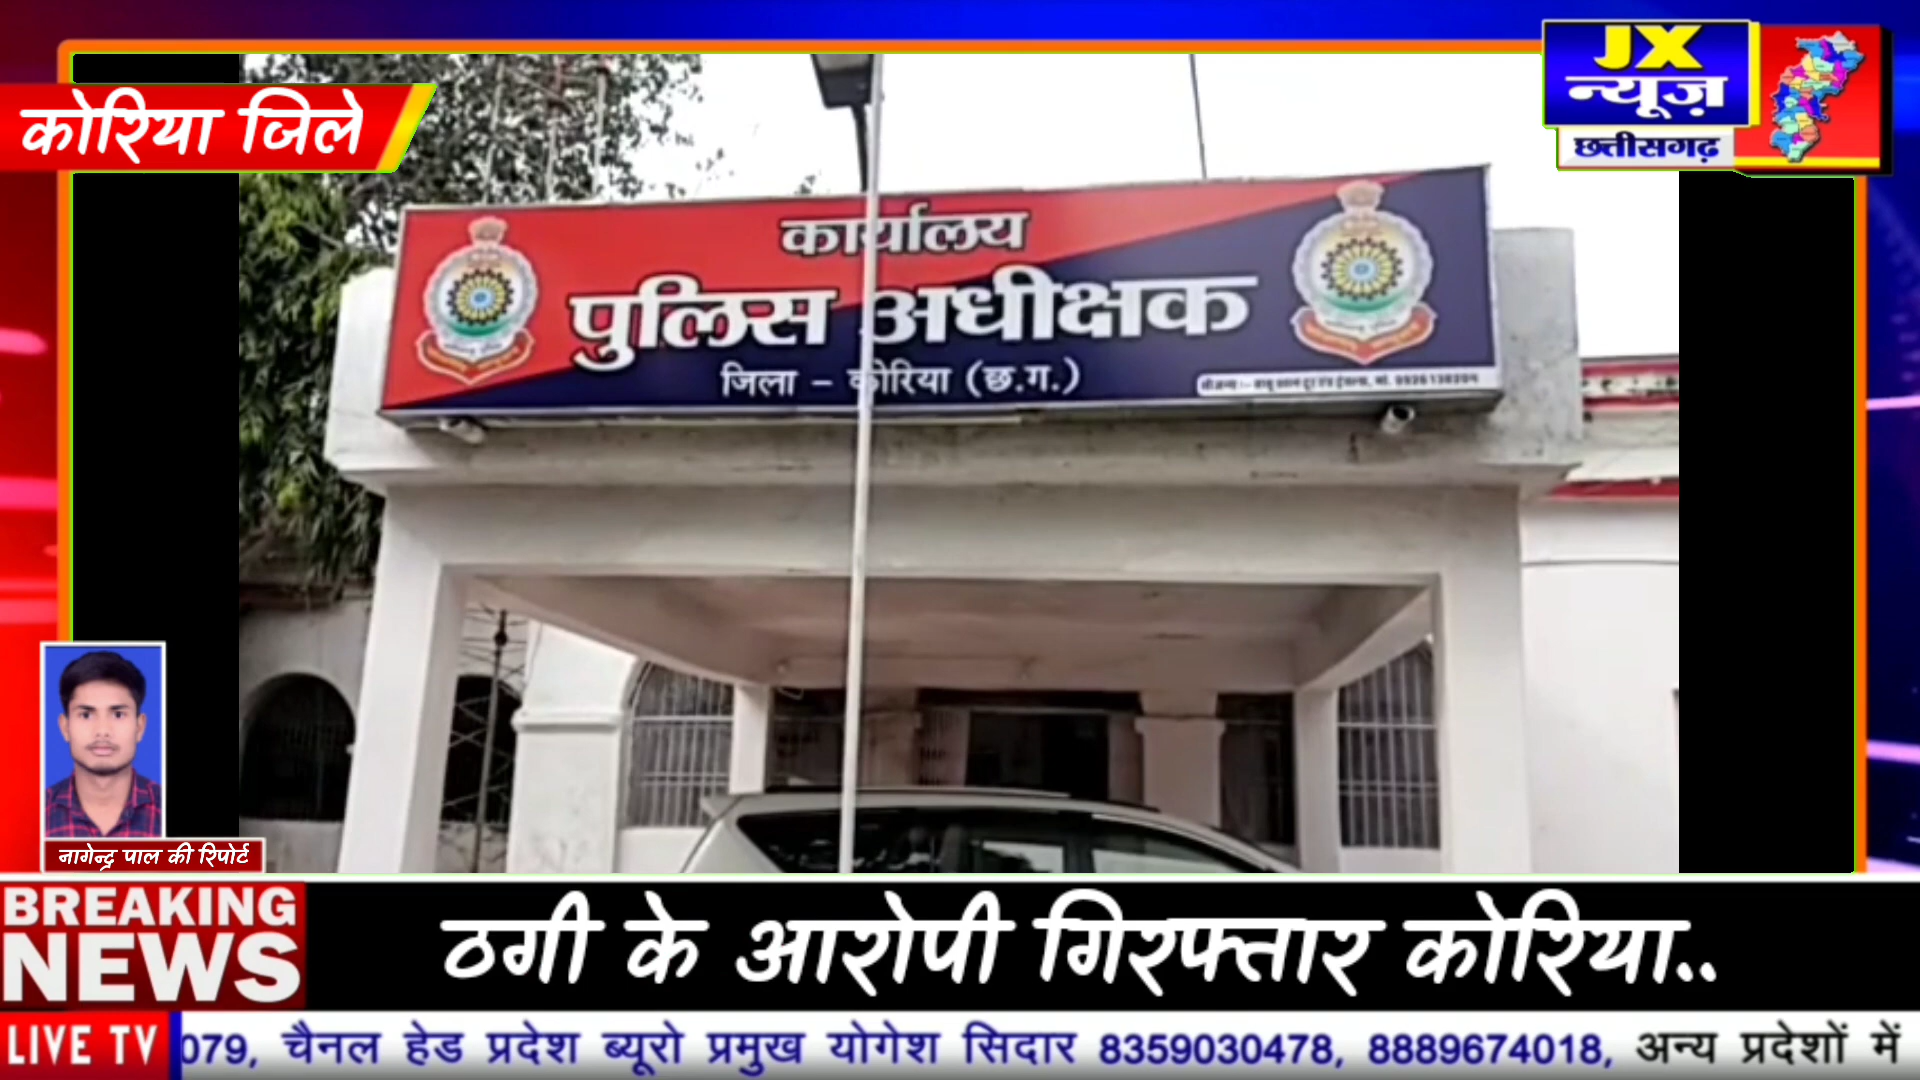 JX
न्यूज़
छत्तीसगढ़
कोरिया जिले
कार्यालय
पुलिस अधीक्षक
जिला – कोरिया (छ.ग.)
नागेन्द्र पाल की रिपोर्ट
BREAKING
NEWS
ठगी के आरोपी गिरफ्तार कोरिया..
LIVE TV
079, चैनल हेड प्रदेश ब्यूरो प्रमुख योगेश सिदार 8359030478, 8889674018, अन्य प्रदेशों में